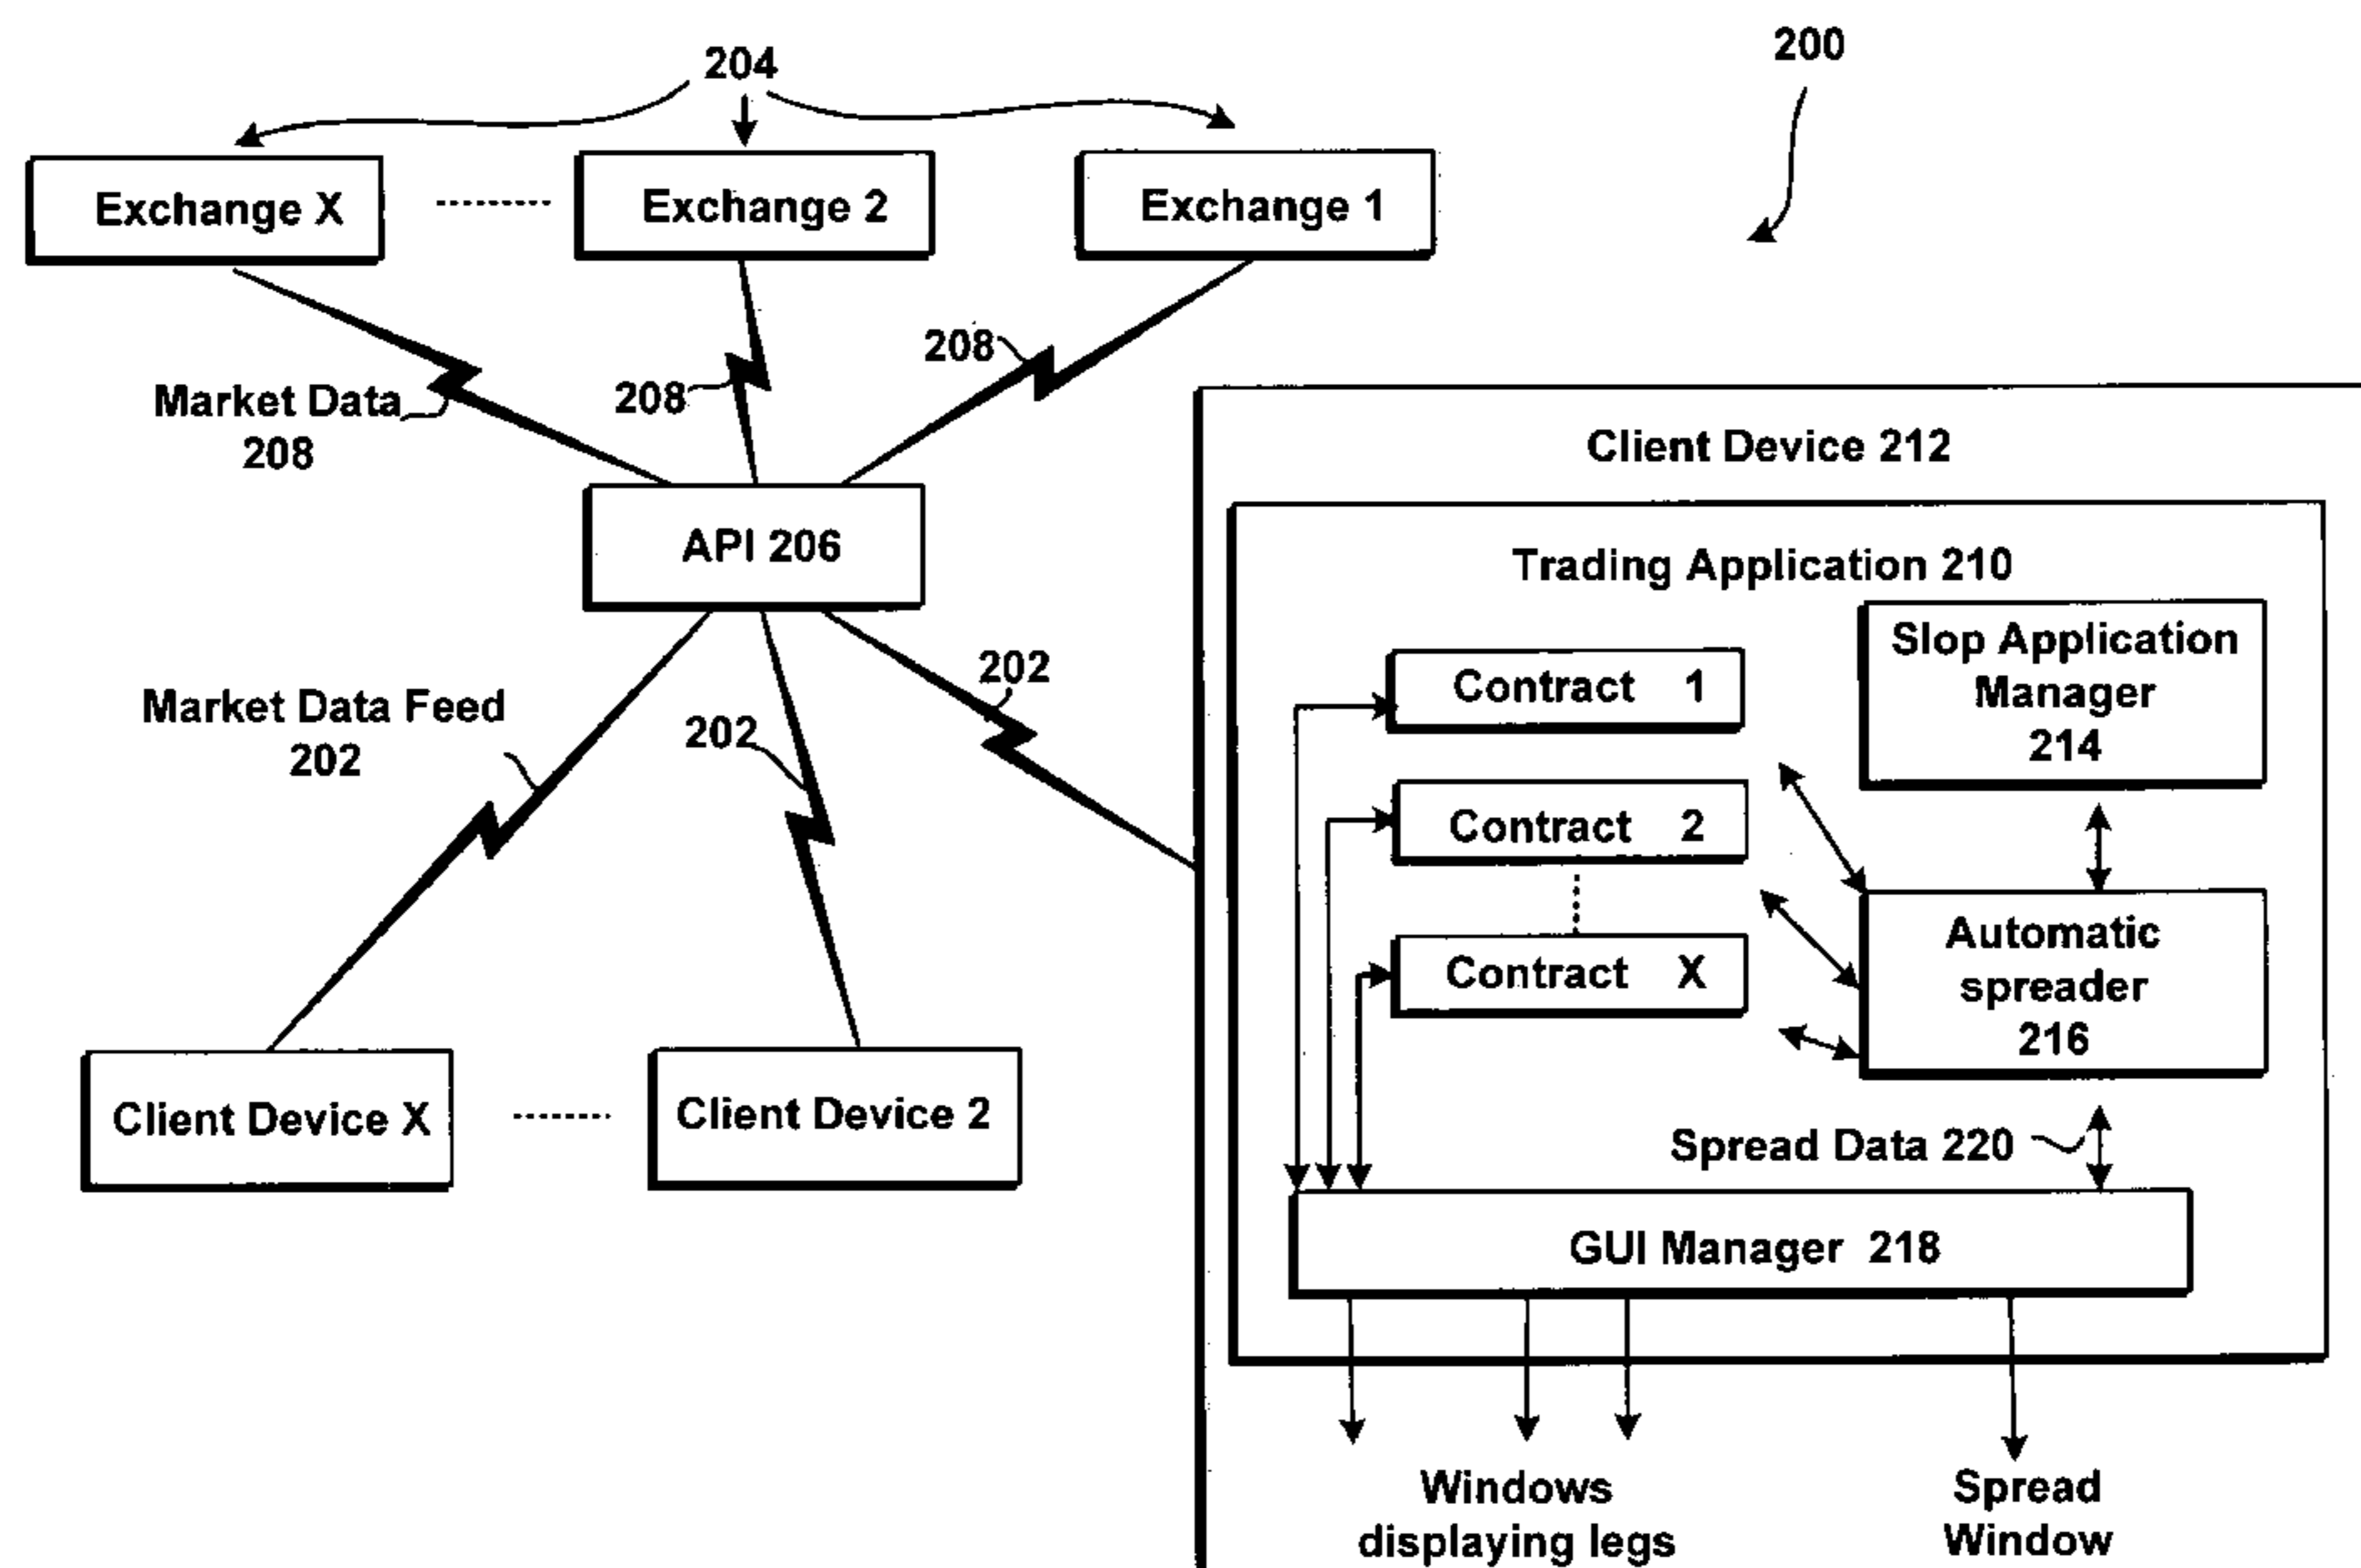 204
200
Exchange X
Exchange 2
Exchange 1
Market Data
208
208
208
API 206
Market Data Feed
202
202
202
Client Device X
Client Device 2
Client Device 212
Trading Application 210
Contract 1
Contract 2
Contract X
Slop Application
Manager
214
Automatic
spreader
216
Spread Data 220
GUI Manager 218
Windows
displaying legs
Spread
Window